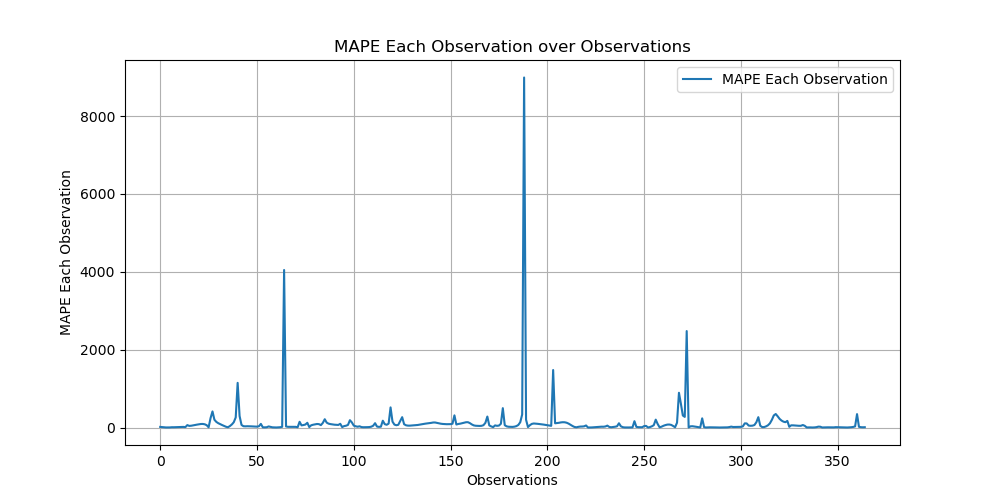 MAPE Each Observation over Observations
MAPE Each Observation
8000
6000
4000
2000
0
MAPE Each Observation
0 50 100 150 200 250 300 350
Observations